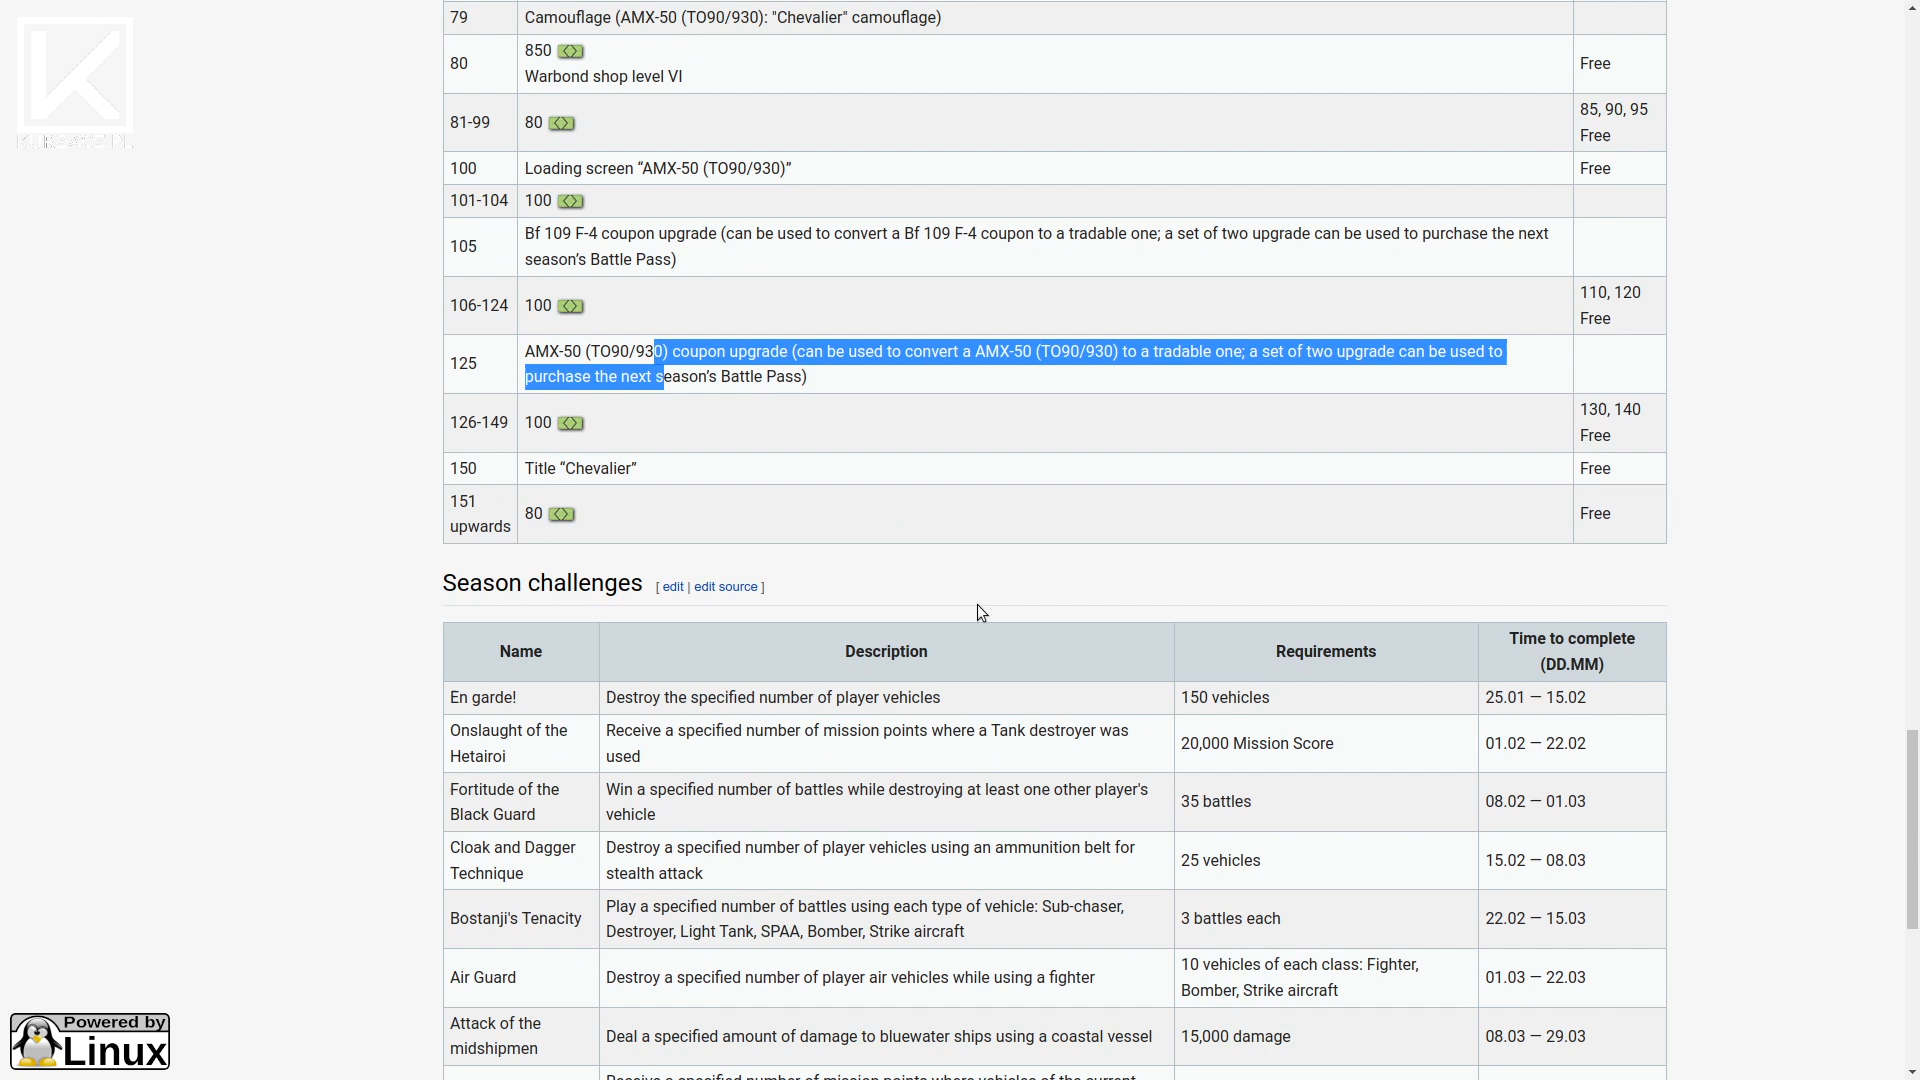 79 Camouflage (AMX-50 (TO90/930): "Chevalier" camouflage)
850
80 Free
Warbond shop level VI
85, 90, 95
81-99 80
Free
100 Loading screen “AMX-50 (TO90/930)” Free
101-104 100
Bf 109 F-4 coupon upgrade (can be used to convert a Bf 109 F-4 coupon to a tradable one; a set of two upgrade can be used to purchase the next
105
season’s Battle Pass)
110, 120
106-124 100
Free
AMX-50 (TO90/930) coupon upgrade (can be used to convert a AMX-50 (TO90/930) to a tradable one; a set of two upgrade can be used to
125
purchase the next season’s Battle Pass)
130, 140
126-149 100
Free
150 Title “Chevalier” Free
151
80 Free
upwards
Season challenges [ edit | edit source ]
Name Description Requirements Time to complete
(DD.MM)
En garde! Destroy the specified number of player vehicles 150 vehicles 25.01 — 15.02
Onslaught of the Receive a specified number of mission points where a Tank destroyer was
20,000 Mission Score 01.02 — 22.02
Hetairoi used
Fortitude of the Win a specified number of battles while destroying at least one other player's
35 battles 08.02 — 01.03
Black Guard vehicle
Cloak and Dagger Destroy a specified number of player vehicles using an ammunition belt for
25 vehicles 15.02 — 08.03
Technique stealth attack
Play a specified number of battles using each type of vehicle: Sub-chaser,
Bostanji's Tenacity 3 battles each 22.02 — 15.03
Destroyer, Light Tank, SPAA, Bomber, Strike aircraft
10 vehicles of each class: Fighter,
Air Guard Destroy a specified number of player air vehicles while using a fighter 01.03 — 22.03
Bomber, Strike aircraft
Attack of the
Deal a specified amount of damage to bluewater ships using a coastal vessel 15,000 damage 08.03 — 29.03
midshipmen
Receive a specified number of mission points where vehicles of the current
Powered by
Linux